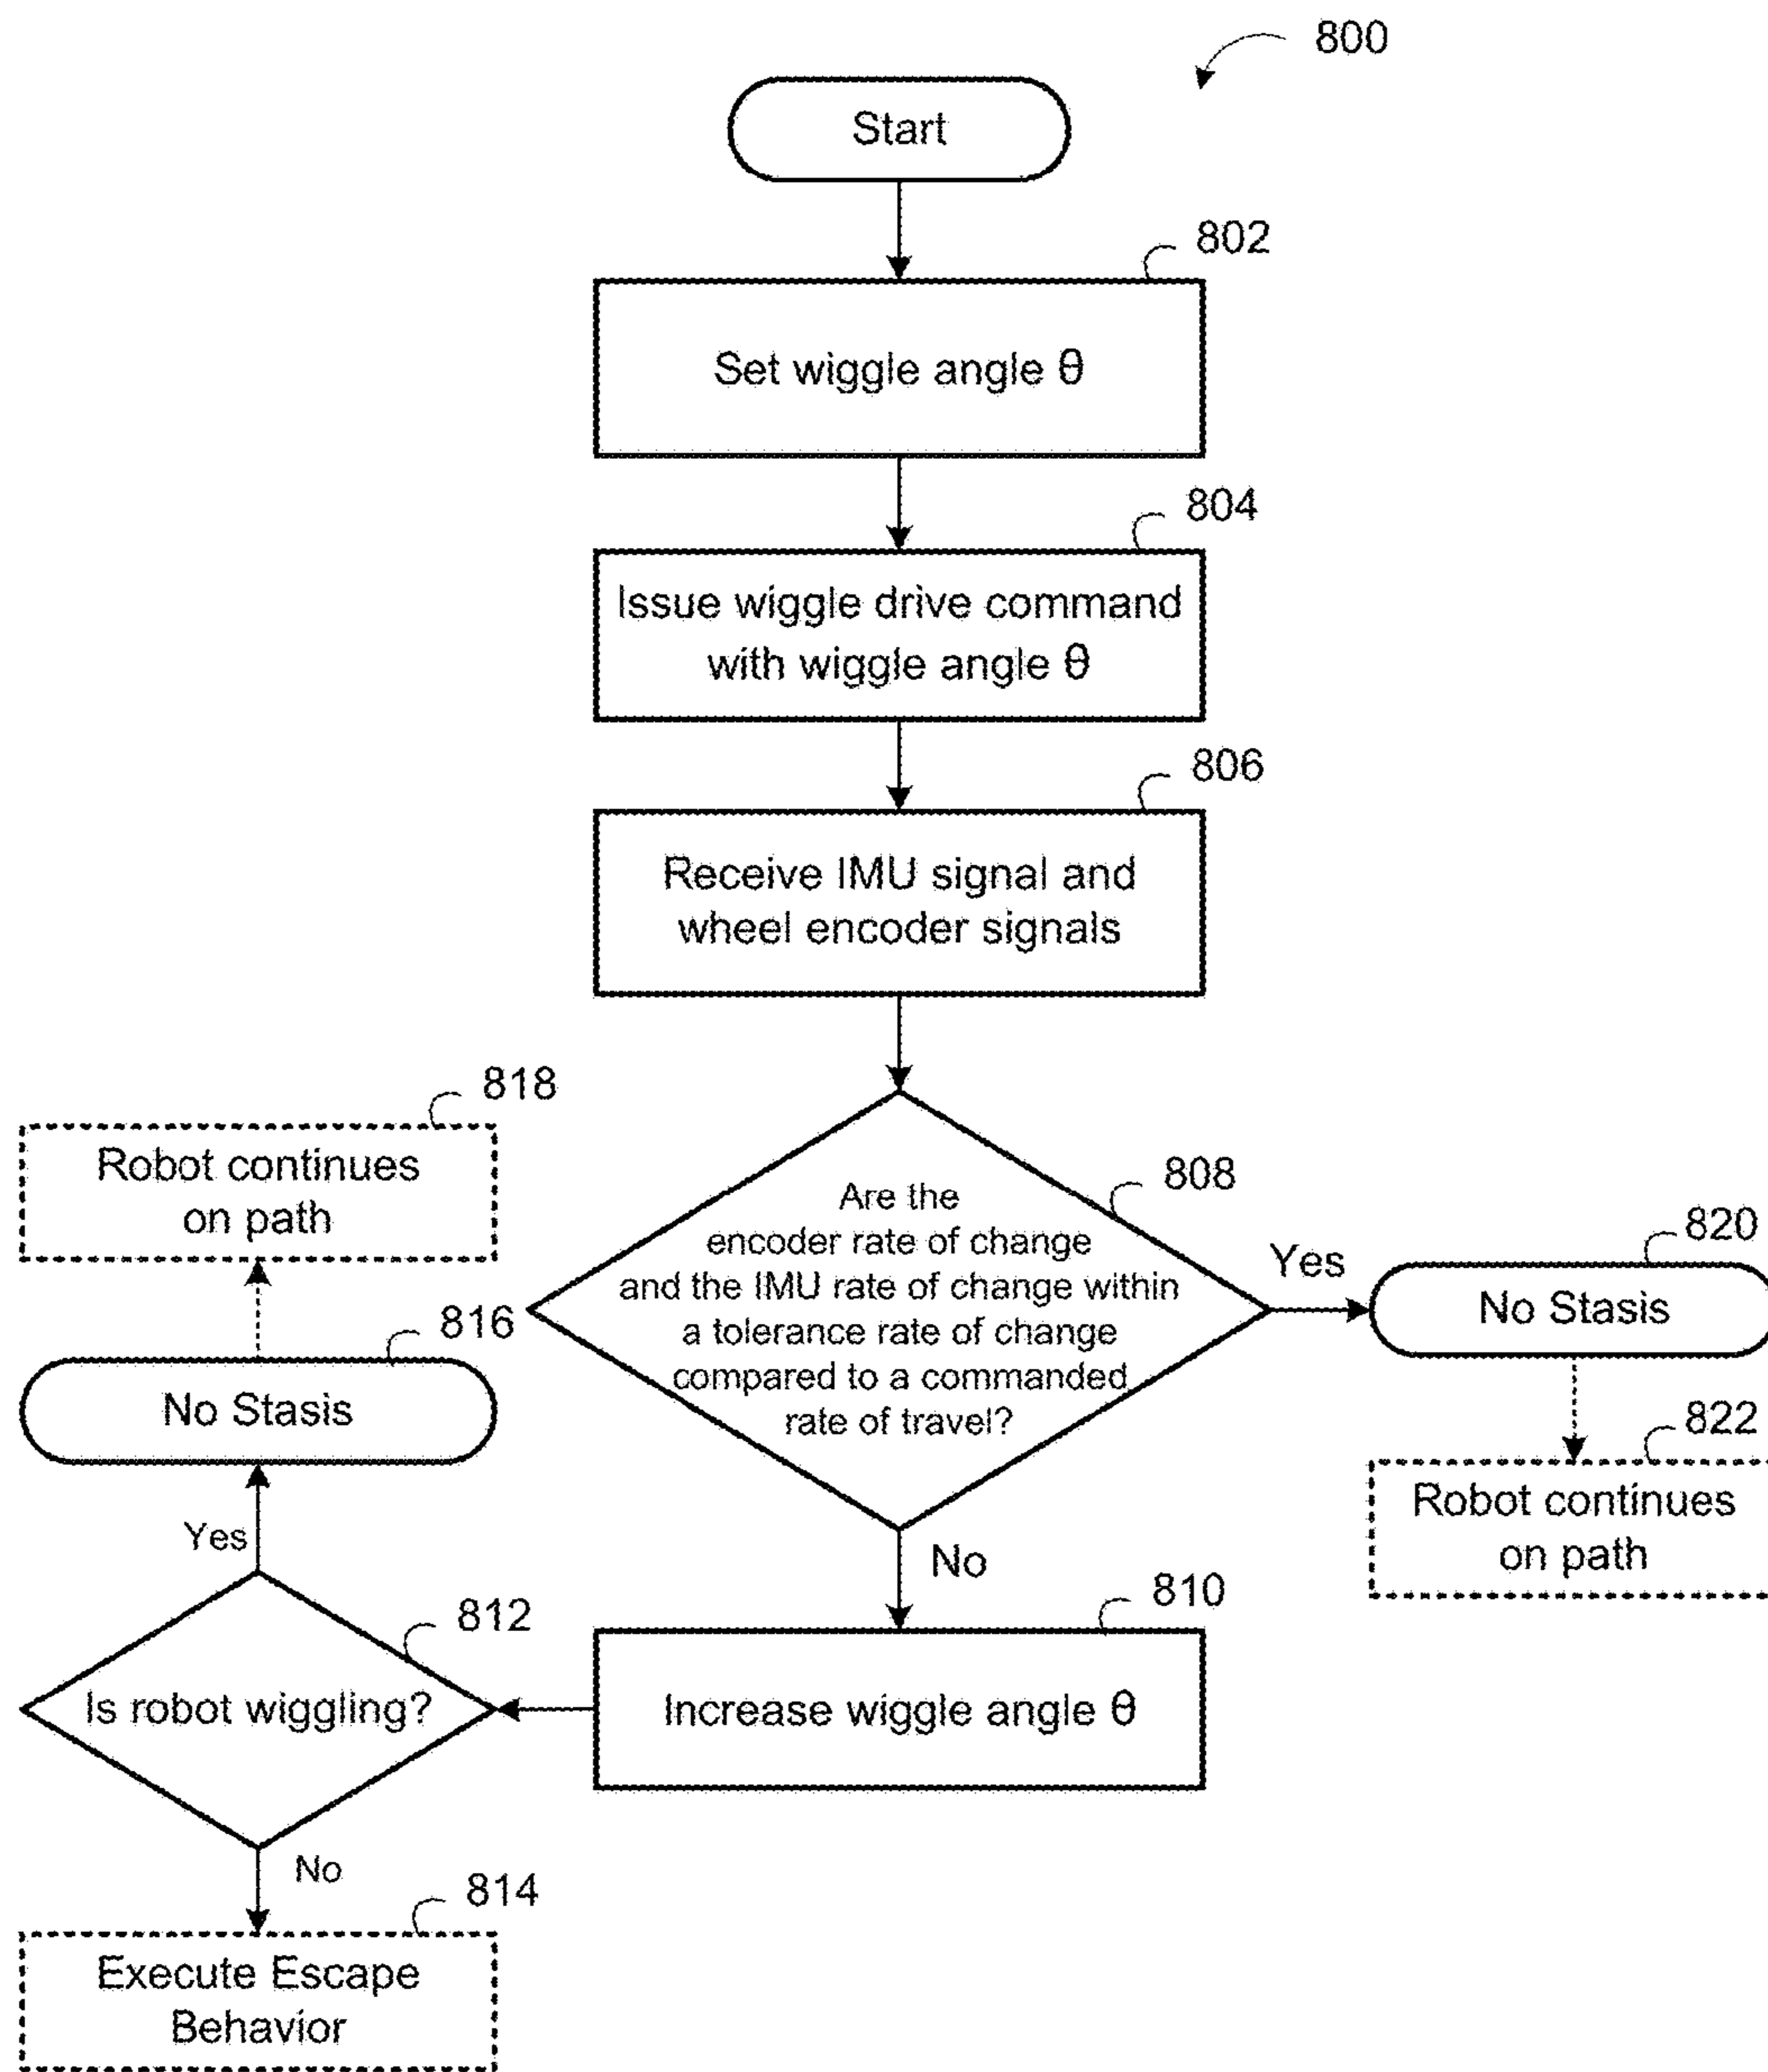 800
Start
802
Set wiggle angle θ
804
Issue wiggle drive command
with wiggle angle θ
806
Receive IMU signal and
wheel encoder signals
808
Are the
encoder rate of change
and the IMU rate of change within
a tolerance rate of change
compared to a commanded
rate of travel?
Yes
820
No Stasis
822
Robot continues
on path
No
810
Increase wiggle angle θ
812
Is robot wiggling?
Yes
816
No Stasis
818
Robot continues
on path
No
814
Execute Escape
Behavior